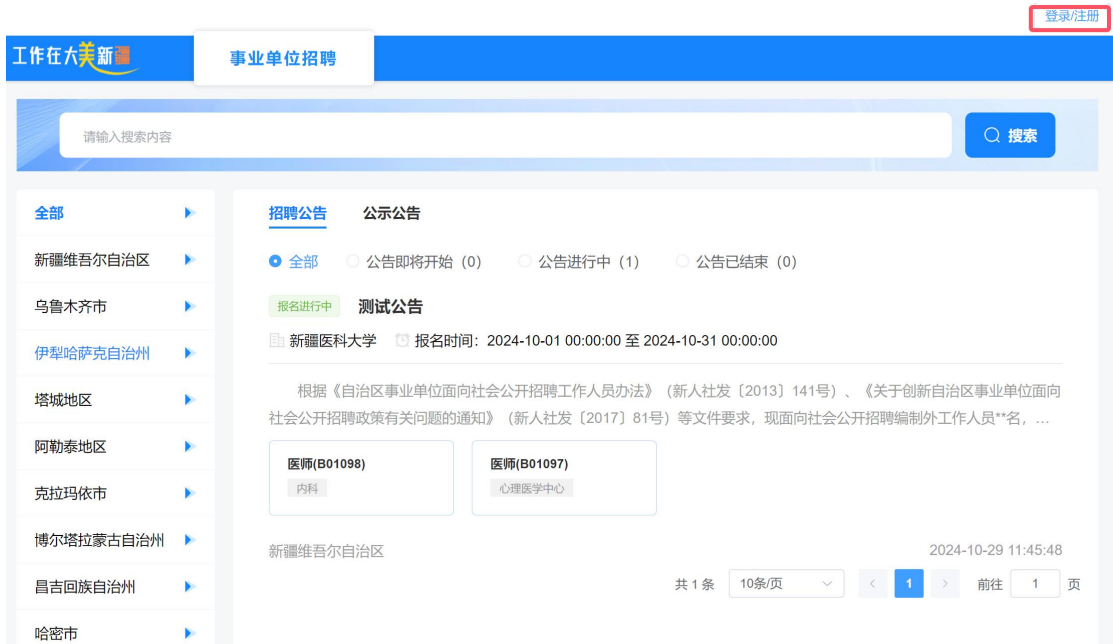 登录/注册
工作在大美新疆
事业单位招聘
请输入搜索内容
搜索
全部
新疆维吾尔自治区
乌鲁木齐市
伊犁哈萨克自治州
塔城地区
阿勒泰地区
克拉玛依市
博尔塔拉蒙古自治州
昌吉回族自治州
哈密市
招聘公告 公示公告
全部 公告即将开始（0） 公告进行中（1） 公告已结束（0）
报名进行中 测试公告
新疆医科大学 报名时间：2024-10-01 00:00:00 至 2024-10-31 00:00:00
根据《自治区事业单位面向社会公开招聘工作人员办法》（新人社发〔2013〕141号）、《关于创新自治区事业单位面向
社会公开招聘政策有关问题的通知》（新人社发〔2017〕81号）等文件要求，现面向社会公开招聘编制外工作人员**名，…
医师(B01098) 医师(B01097)
内科 心理医学中心
新疆维吾尔自治区 2024-10-29 11:45:48
共 1 条 10条/页 < 1 > 前往 1 页